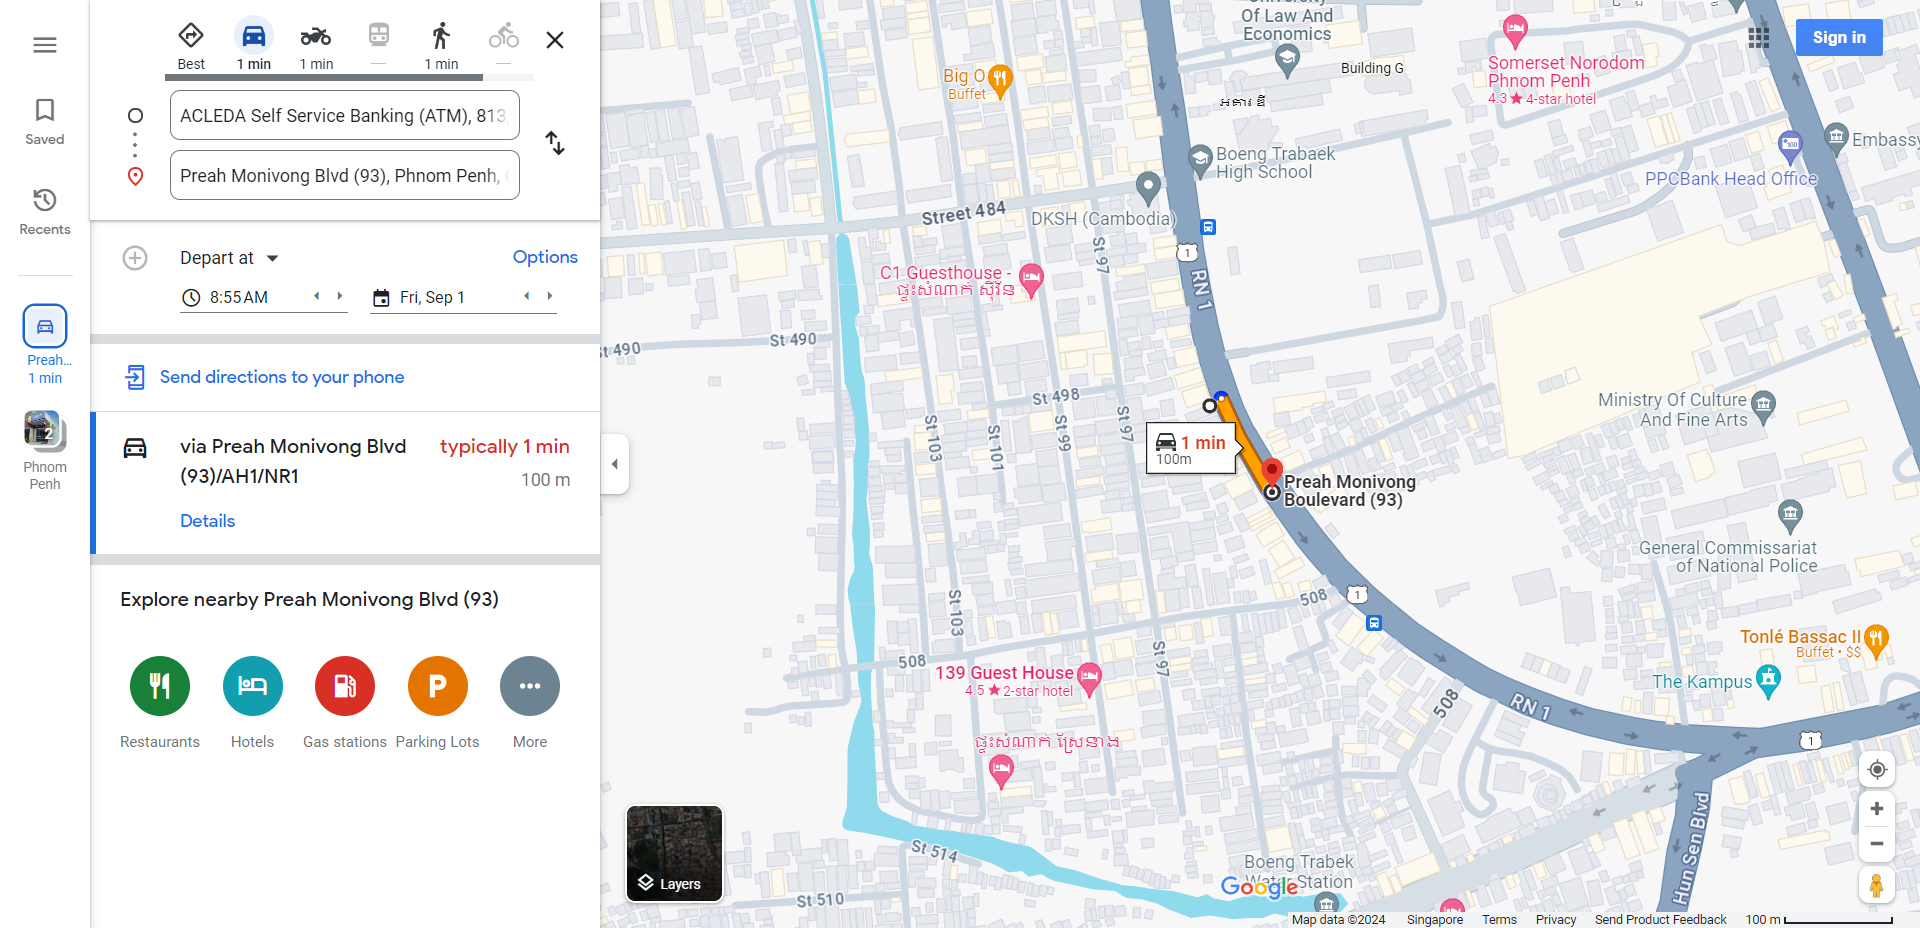 Best
1 min
1 min
—
1 min
—
ACLEDA Self Service Banking (ATM), 813
Preah Monivong Blvd (93), Phnom Penh,
Saved
Recents
Preah...
1 min
2
Phnom
Penh
Depart at
Options
8:55 AM
Fri, Sep 1
Send directions to your phone
via Preah Monivong Blvd
(93)/AH1/NR1
typically 1 min
100 m
Details
Explore nearby Preah Monivong Blvd (93)
P
Restaurants
Hotels
Gas stations
Parking Lots
More
Layers
Of Law And
Economics
Building G
អគារ ឌី
Big O
Buffet
Somerset Norodom
Phnom Penh
4.3★ 4-star hotel
Sign in
Embassy
PPCBank Head Office
Boeng Trabaek
High School
Street 484
DKSH (Cambodia)
St 97
1
RN 1
C1 Guesthouse -
ផ្ទះសំណាក់ ស៊ីវ័ន
St 490
St 490
St 498
St 103
St 101
St 99
St 97
1 min
100m
Preah Monivong
Boulevard (93)
Ministry Of Culture
And Fine Arts
General Commissariat
of National Police
508
1
St 103
508
St 97
139 Guest House
4.5 ★ 2-star hotel
Tonlé Bassac II
Buffet • $$
The Kampus
508
RN 1
1
ផ្ទះសំណាក់ ស្រែនាង
Hun Sen Blvd
St 514
St 510
Boeng Trabek
Water Station
Google
Map data ©2024
Singapore
Terms
Privacy
Send Product Feedback
100 m